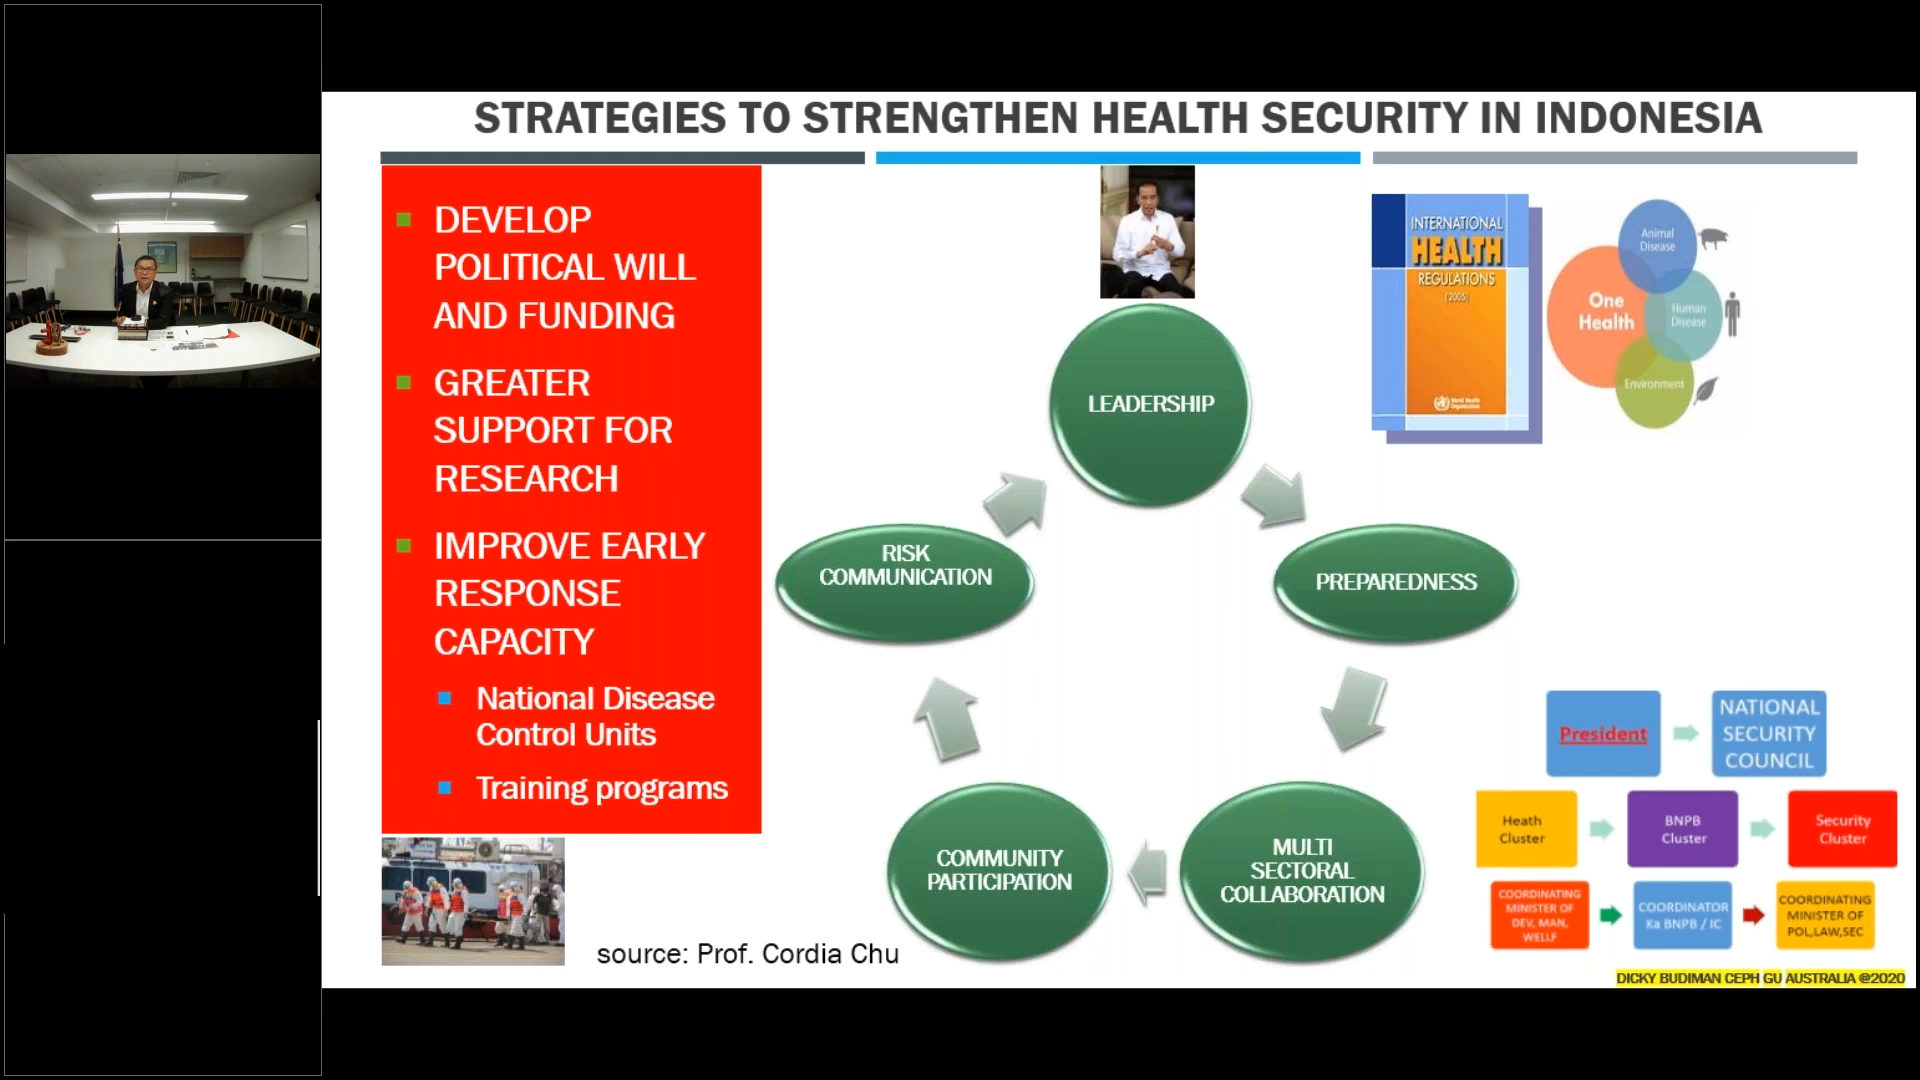 STRATEGIES TO STRENGTHEN HEALTH SECURITY IN INDONESIA
DEVELOP
POLITICAL WILL
AND FUNDING
GREATER
SUPPORT FOR
RESEARCH
IMPROVE EARLY
RESPONSE
CAPACITY
National Disease
Control Units
Training programs
LEADERSHIP
PREPAREDNESS
MULTI
SECTORAL
COLLABORATION
COMMUNITY
PARTICIPATION
RISK
COMMUNICATION
INTERNATIONAL
HEALTH
REGULATIONS
(2005)
World Health
Organization
One
Health
Animal
Disease
Human
Disease
Environment
President
NATIONAL
SECURITY
COUNCIL
Heath
Cluster
BNPB
Cluster
Security
Cluster
COORDINATING
MINISTER OF
DEV, MAN,
WELLF
COORDINATOR
Ka BNPB / IC
COORDINATING
MINISTER OF
POL,LAW,SEC
source: Prof. Cordia Chu
DICKY BUDIMAN CEPH GU AUSTRALIA @2020